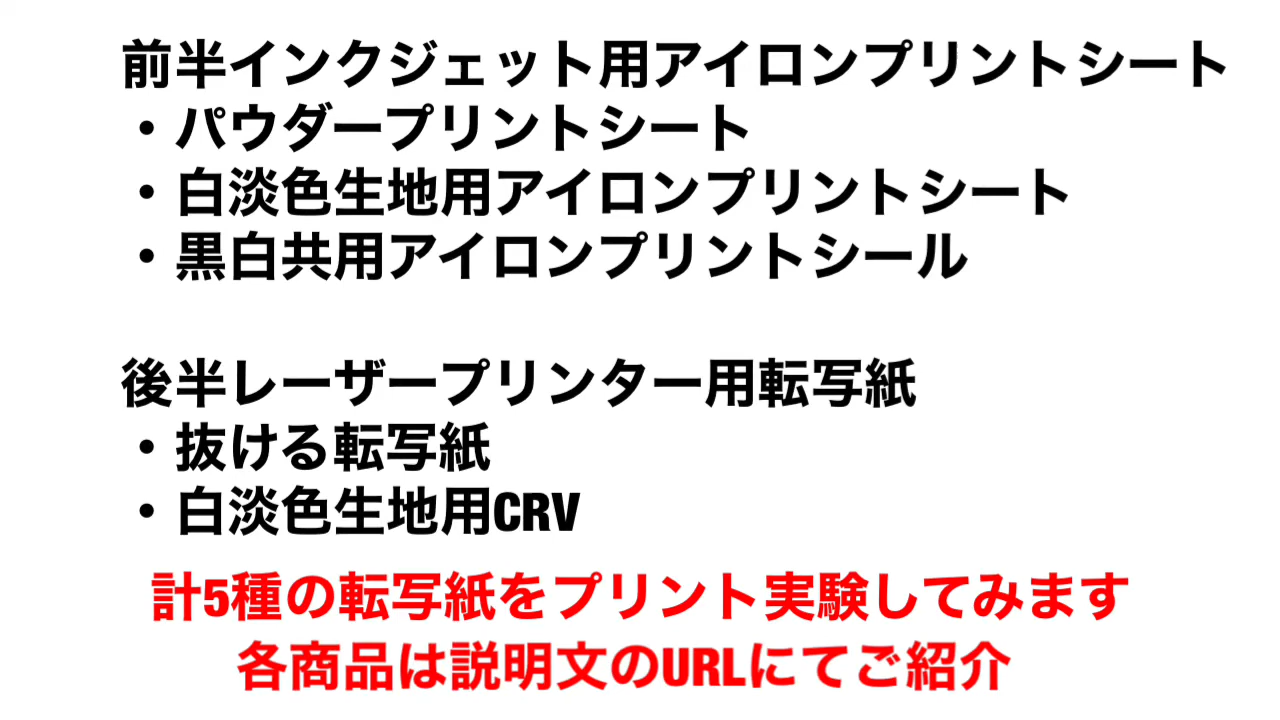 前半インクジェット用アイロンプリントシート
・パウダープリントシート
・白淡色生地用アイロンプリントシート
・黒白共用アイロンプリントシール
後半レーザープリンター用転写紙
・抜ける転写紙
・白淡色生地用CRV
計5種の転写紙をプリント実験してみます
各商品は説明文のURLにてご紹介